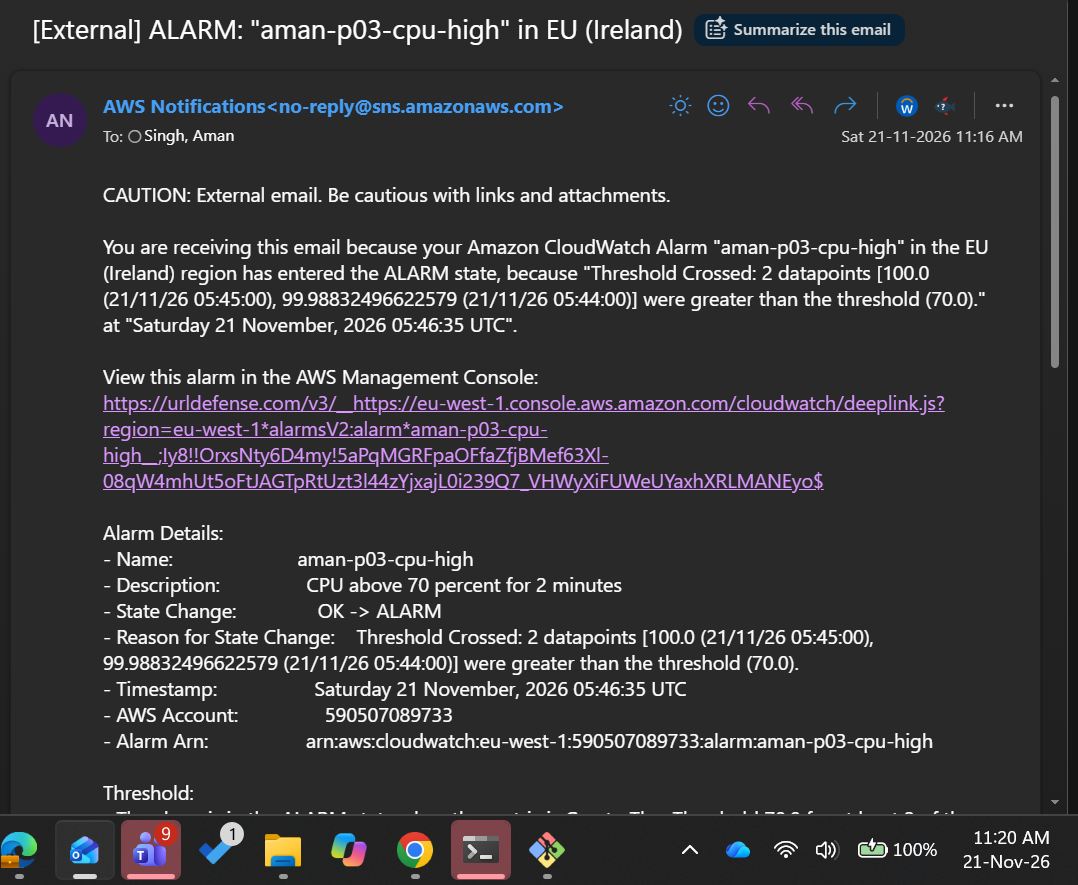 [External] ALARM: "aman-p03-cpu-high" in EU (Ireland) Summarize this email
AN
AWS Notifications<no-reply@sns.amazonaws.com>
To: Singh, Aman
Sat 21-11-2026 11:16 AM
CAUTION: External email. Be cautious with links and attachments.
You are receiving this email because your Amazon CloudWatch Alarm "aman-p03-cpu-high" in the EU
(Ireland) region has entered the ALARM state, because "Threshold Crossed: 2 datapoints [100.0
(21/11/26 05:45:00), 99.98832496622579 (21/11/26 05:44:00)] were greater than the threshold (70.0)."
at "Saturday 21 November, 2026 05:46:35 UTC".
View this alarm in the AWS Management Console:
https://urldefense.com/v3/__https://eu-west-1.console.aws.amazon.com/cloudwatch/deeplink.js?
region=eu-west-1*alarmsV2:alarm*aman-p03-cpu-
high__;Iy8!!OrxsNty6D4my!5aPqMGRFpaOFfaZfjBMef63Xl-
08qW4mhUt5oFtJAGTpRtUzt3l44zYjxajL0i239Q7_VHWyXiFUWeUYaxhXRLMANEyo$
Alarm Details:
- Name: aman-p03-cpu-high
- Description: CPU above 70 percent for 2 minutes
- State Change: OK -> ALARM
- Reason for State Change: Threshold Crossed: 2 datapoints [100.0 (21/11/26 05:45:00),
99.98832496622579 (21/11/26 05:44:00)] were greater than the threshold (70.0).
- Timestamp: Saturday 21 November, 2026 05:46:35 UTC
- AWS Account: 590507089733
- Alarm Arn: arn:aws:cloudwatch:eu-west-1:590507089733:alarm:aman-p03-cpu-high
Threshold:
9
1
100%
11:20 AM
21-Nov-26